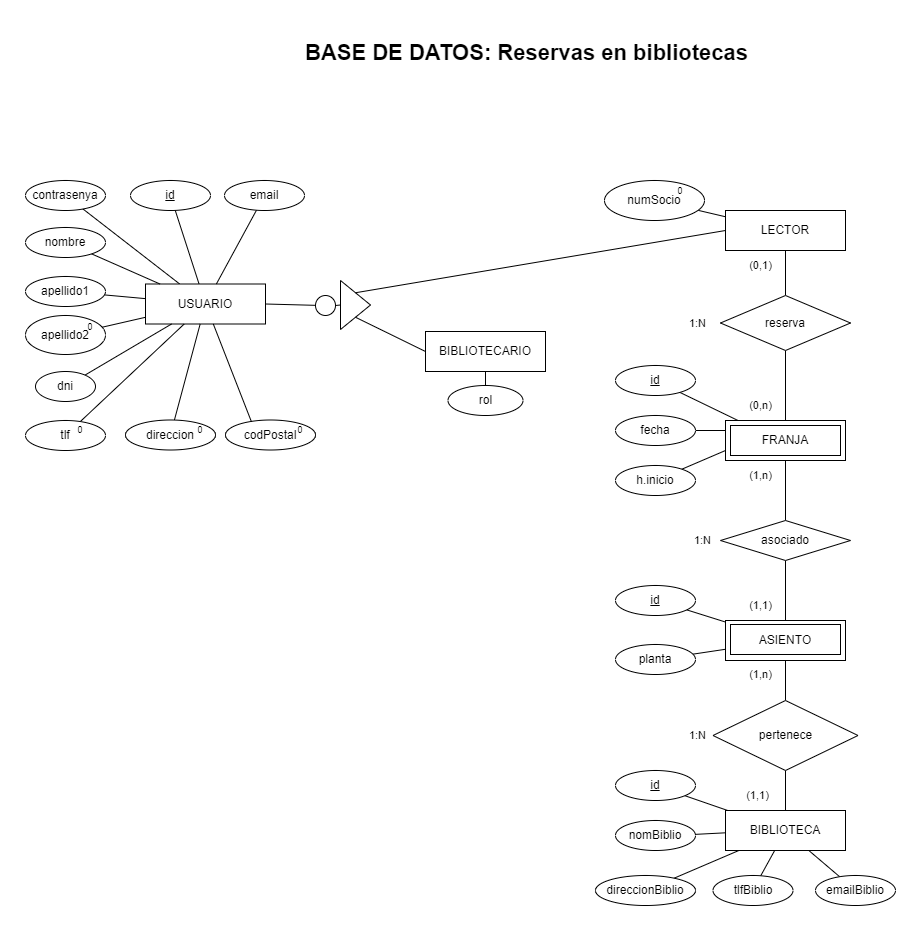 BASE DE DATOS: Reservas en bibliotecas
contrasenya
id
email
nombre
apellido1
apellido2 0
dni
tlf 0
direccion 0
codPostal 0
USUARIO
BIBLIOTECARIO
rol
numSocio 0
LECTOR
(0,1)
1:N
reserva
(0,n)
id
fecha
h.inicio
FRANJA
(1,n)
1:N
asociado
(1,1)
id
planta
ASIENTO
(1,n)
1:N
pertenece
(1,1)
id
nomBiblio
BIBLIOTECA
direccionBiblio
tlfBiblio
emailBiblio